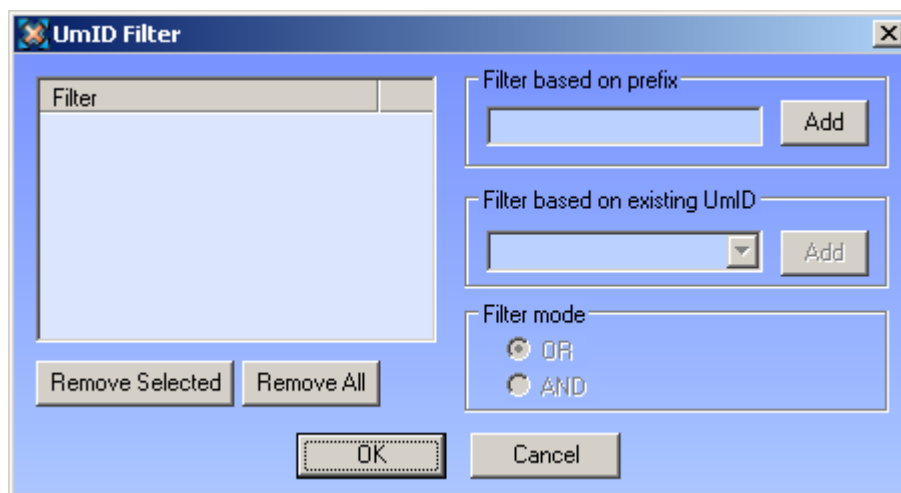 UmID Filter
Filter
Filter based on prefix
Add
Filter based on existing UmID
Add
Filter mode
OR
AND
Remove Selected
Remove All
OK
Cancel